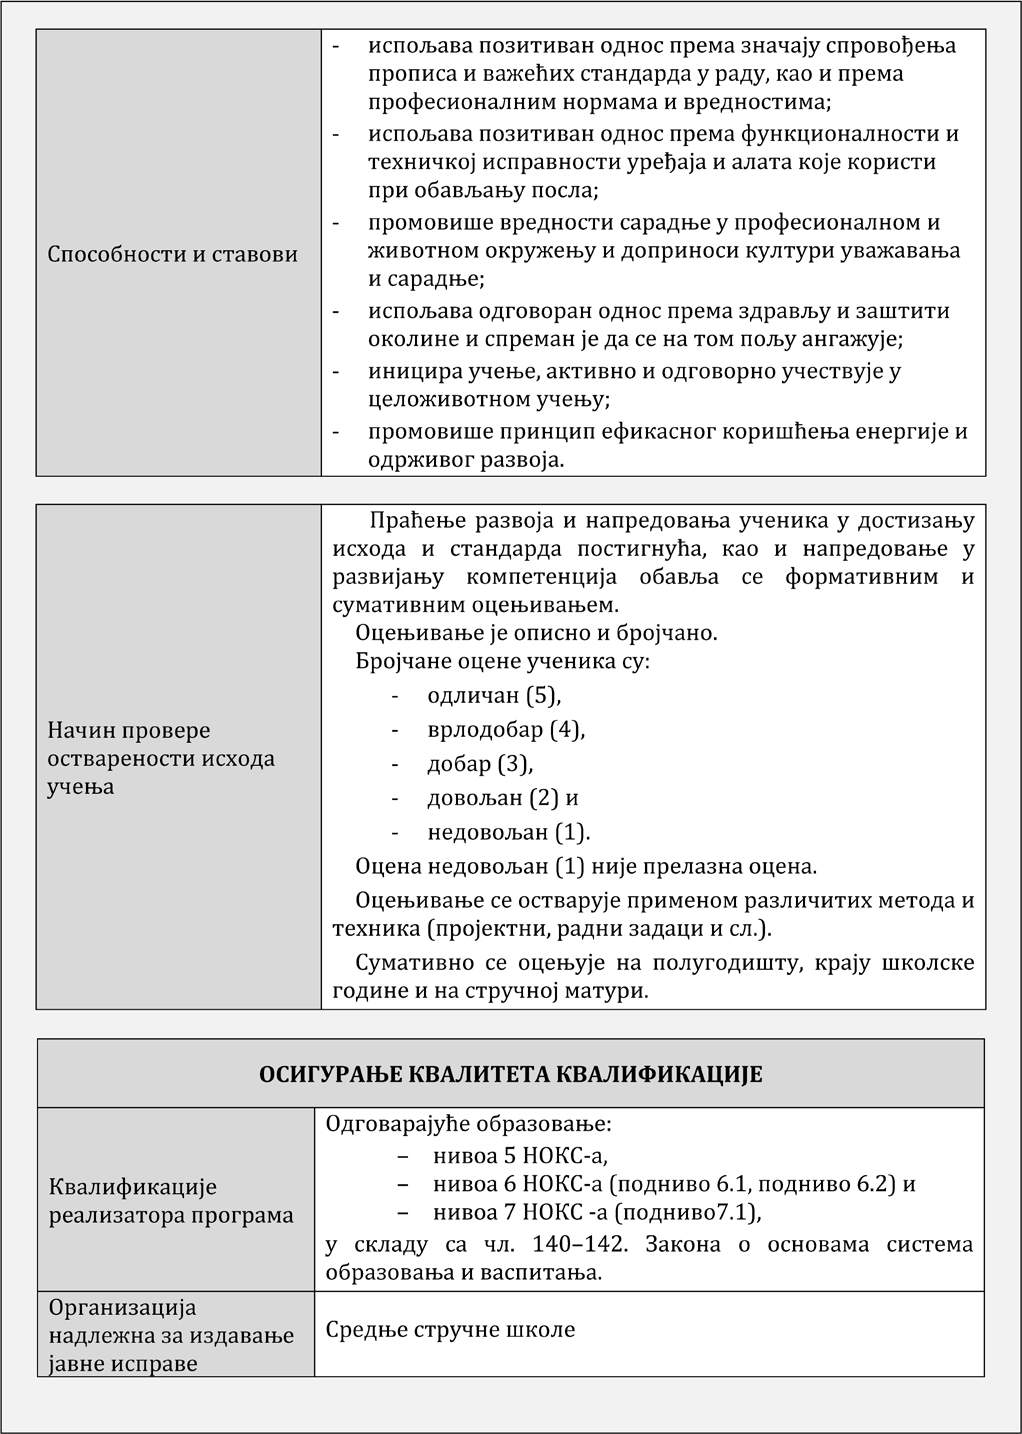 Способности и ставови
- испољава позитиван однос према значају спровођења
прописа и важећих стандарда у раду, као и према
професионалним нормама и вредностима;
- испољава позитиван однос према функционалности и
техничкој исправности уређаја и алата које користи
при обављању посла;
- промовише вредности сарадње у професионалном и
животном окружењу и доприноси култури уважавања
и сарадње;
- испољава одговоран однос према здрављу и заштити
околине и спреман је да се на том пољу ангажује;
- иницира учење, активно и одговорно учествује у
целоживотном учењу;
- промовише принцип ефикасног коришћења енергије и
одрживог развоја.
Начин провере
остварености исхода
учења
Праћење развоја и напредовања ученика у достизању
исхода и стандарда постигнућа, као и напредовање у
развијању компетенција обавља се формативним и
сумативним оцењивањем.
Оцењивање је описно и бројчано.
Бројчане оцене ученика су:
- одличан (5),
- врлодобар (4),
- добар (3),
- довољан (2) и
- недовољан (1).
Оцена недовољан (1) није прелазна оцена.
Оцењивање се остварује применом различитих метода и
техника (пројектни, радни задаци и сл.).
Сумативно се оцењује на полугодишту, крају школске
године и на стручној матури.
ОСИГУРАЊЕ КВАЛИТЕТА КВАЛИФИКАЦИЈЕ
Квалификације
реализатора програма
Одговарајуће образовање:
– нивоа 5 НОКС-а,
– нивоа 6 НОКС-а (подниво 6.1, подниво 6.2) и
– нивоа 7 НОКС -а (подниво7.1),
у складу са чл. 140–142. Закона о основама система
образовања и васпитања.
Организација
надлежна за издавање
јавне исправе
Средње стручне школе